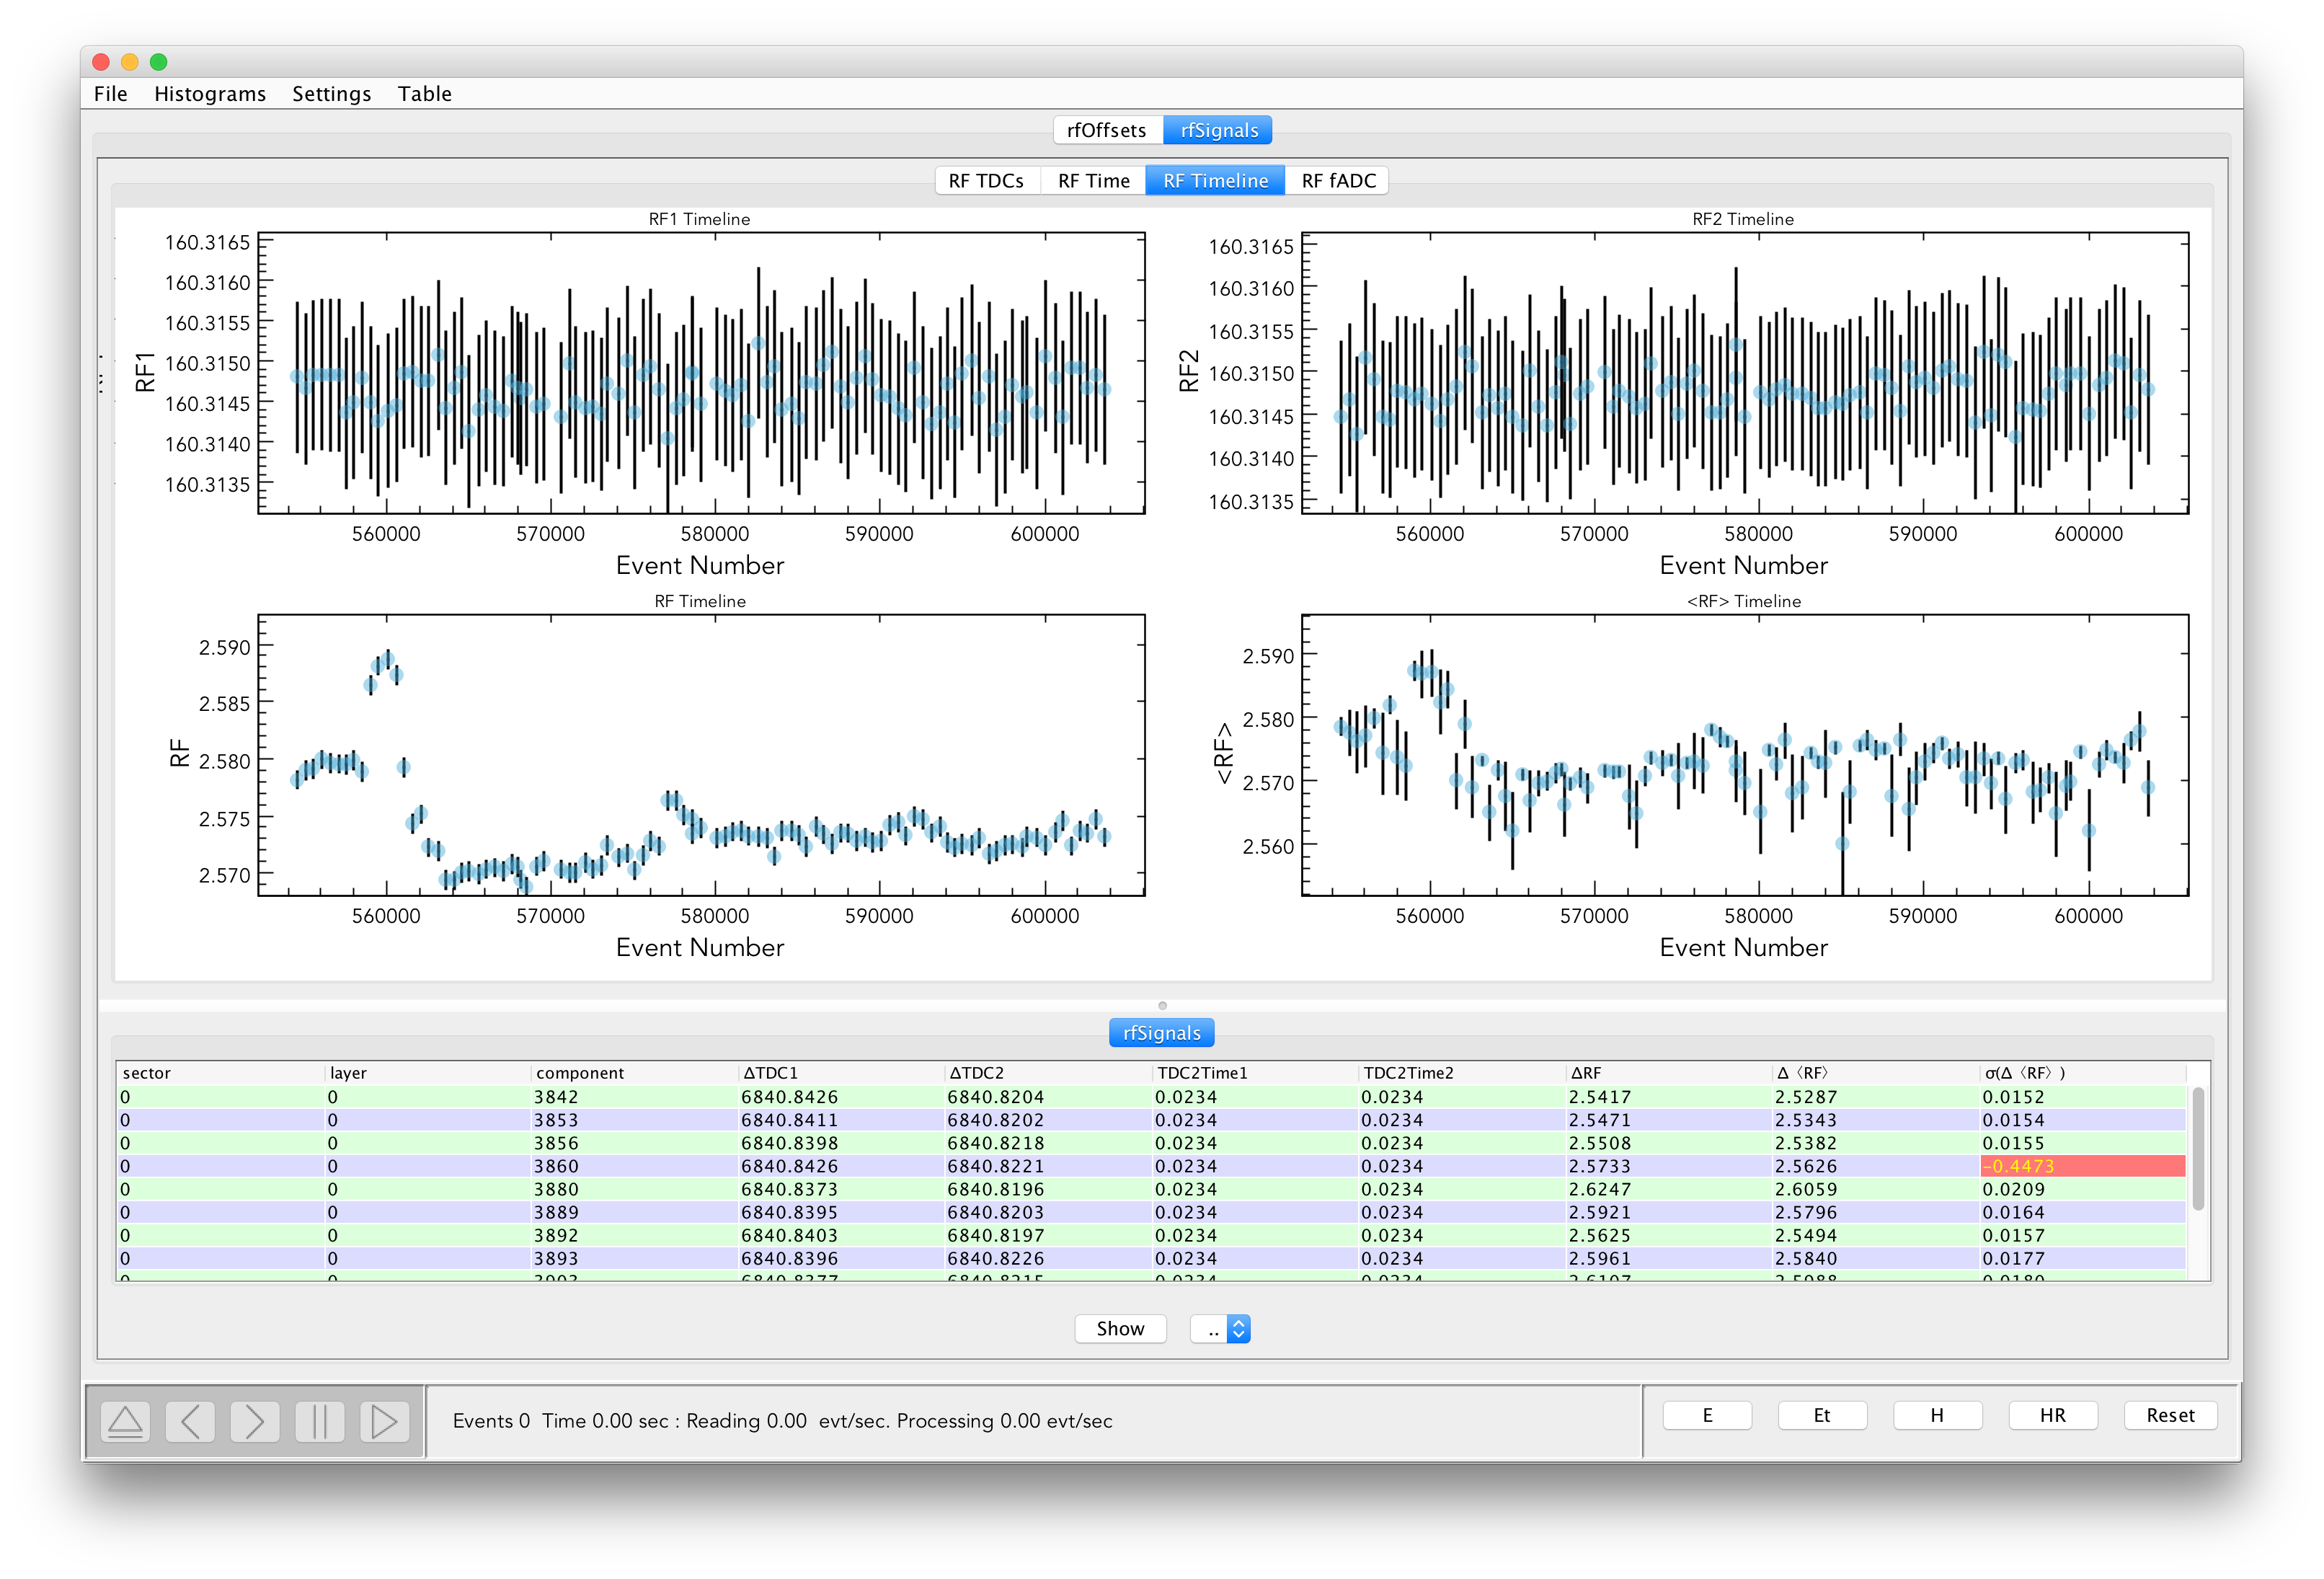 File Histograms Settings Table
rfOffsets rfSignals
RF TDCs RF Time RF Timeline RF fADC
RF1 Timeline
160.3165
160.3160
160.3155
160.3150
160.3145
160.3140
160.3135
RF1
560000 570000 580000 590000 600000
Event Number
RF2 Timeline
160.3165
160.3160
160.3155
160.3150
160.3145
160.3140
160.3135
RF2
560000 570000 580000 590000 600000
Event Number
RF Timeline
2.590
2.585
2.580
2.575
2.570
RF
560000 570000 580000 590000 600000
Event Number
<RF> Timeline
2.590
2.580
2.570
2.560
<RF>
560000 570000 580000 590000 600000
Event Number
rfSignals
sector layer component ΔTDC1 ΔTDC2 TDC2Time1 TDC2Time2 ΔRF Δ〈RF〉 σ(Δ〈RF〉)
0 0 3842 6840.8426 6840.8204 0.0234 0.0234 2.5417 2.5287 0.0152
0 0 3853 6840.8411 6840.8202 0.0234 0.0234 2.5471 2.5343 0.0154
0 0 3856 6840.8398 6840.8218 0.0234 0.0234 2.5508 2.5382 0.0155
0 0 3860 6840.8426 6840.8221 0.0234 0.0234 2.5733 2.5626 -0.4473
0 0 3880 6840.8373 6840.8196 0.0234 0.0234 2.6247 2.6059 0.0209
0 0 3889 6840.8395 6840.8203 0.0234 0.0234 2.5921 2.5796 0.0164
0 0 3892 6840.8403 6840.8197 0.0234 0.0234 2.5625 2.5494 0.0157
0 0 3893 6840.8396 6840.8226 0.0234 0.0234 2.5961 2.5840 0.0177
Show ..
Events 0 Time 0.00 sec : Reading 0.00 evt/sec. Processing 0.00 evt/sec
E Et H HR Reset